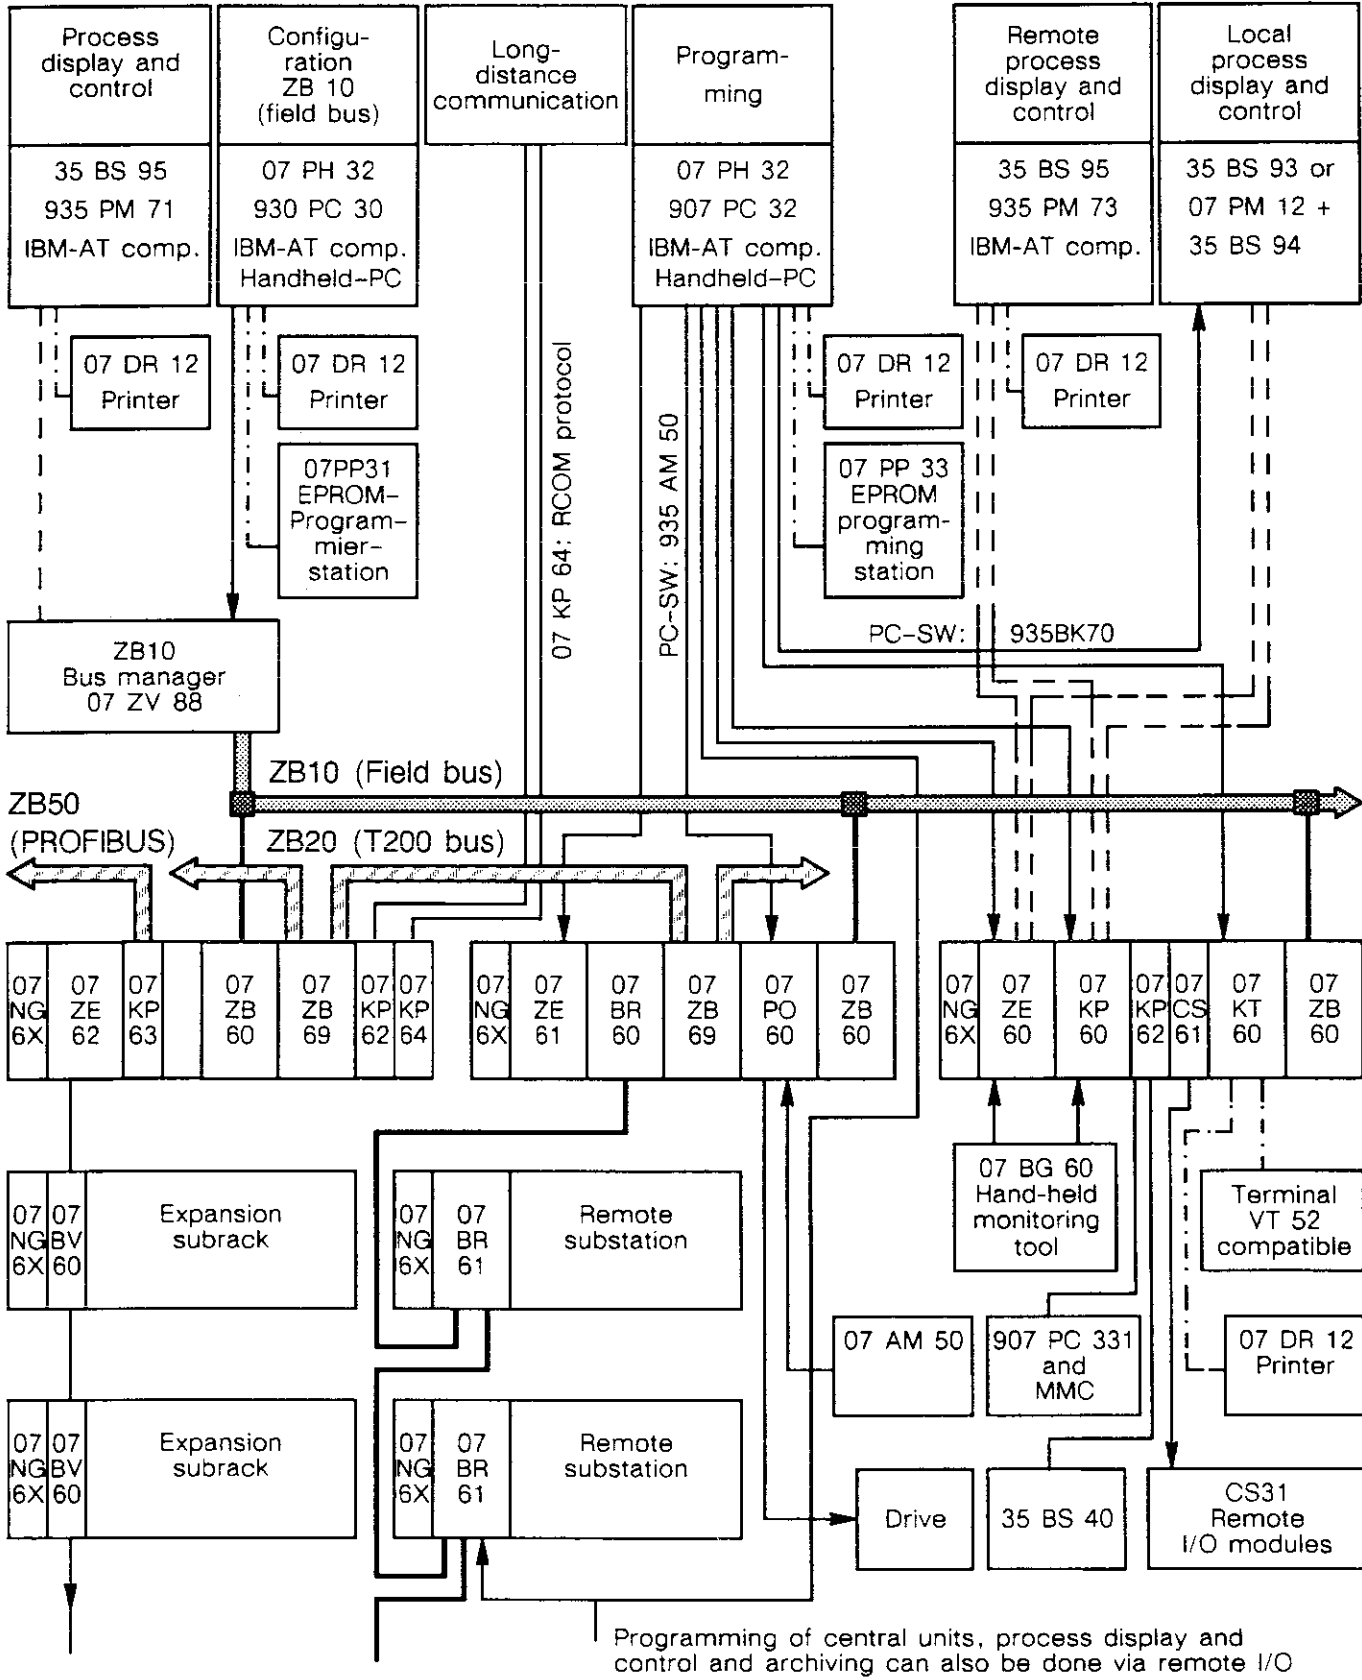 Process
display and
control
Configu-
ration
ZB 10
(field bus)
Long-
distance
communication
Program-
ming
Remote
process
display and
control
Local
process
display and
control
35 BS 95
935 PM 71
IBM-AT comp.
07 PH 32
930 PC 30
IBM-AT comp.
Handheld-PC
07 PH 32
907 PC 32
IBM-AT comp.
Handheld-PC
35 BS 95
935 PM 73
IBM-AT comp.
35 BS 93 or
07 PM 12 +
35 BS 94
07 DR 12
Printer
07 DR 12
Printer
07 DR 12
Printer
07 DR 12
Printer
07PP31
EPROM-
Program-
mier-
station
07 KP 64: RCOM protocol
PC-SW: 935 AM 50
07 PP 33
EPROM
program-
ming
station
PC-SW: 935BK70
ZB10
Bus manager
07 ZV 88
ZB10 (Field bus)
ZB50
(PROFIBUS)
ZB20 (T200 bus)
07
NG
6X
07
ZE
62
07
KP
63
07
ZB
60
07
ZB
69
07
KP
62
07
KP
64
07
NG
6X
07
ZE
61
07
BR
60
07
ZB
69
07
PO
60
07
ZB
60
07
NG
6X
07
ZE
60
07
KP
60
07
KP
62
07
CS
61
07
KT
60
07
ZB
60
07
NG
6X
07
BV
60
Expansion
subrack
07
NG
6X
07
BR
61
Remote
substation
07 BG 60
Hand-held
monitoring
tool
Terminal
VT 52
compatible
07 AM 50
907 PC 331
and
MMC
07 DR 12
Printer
07
NG
6X
07
BV
60
Expansion
subrack
07
NG
6X
07
BR
61
Remote
substation
Drive
35 BS 40
CS31
Remote
I/O modules
Programming of central units, process display and
control and archiving can also be done via remote I/O